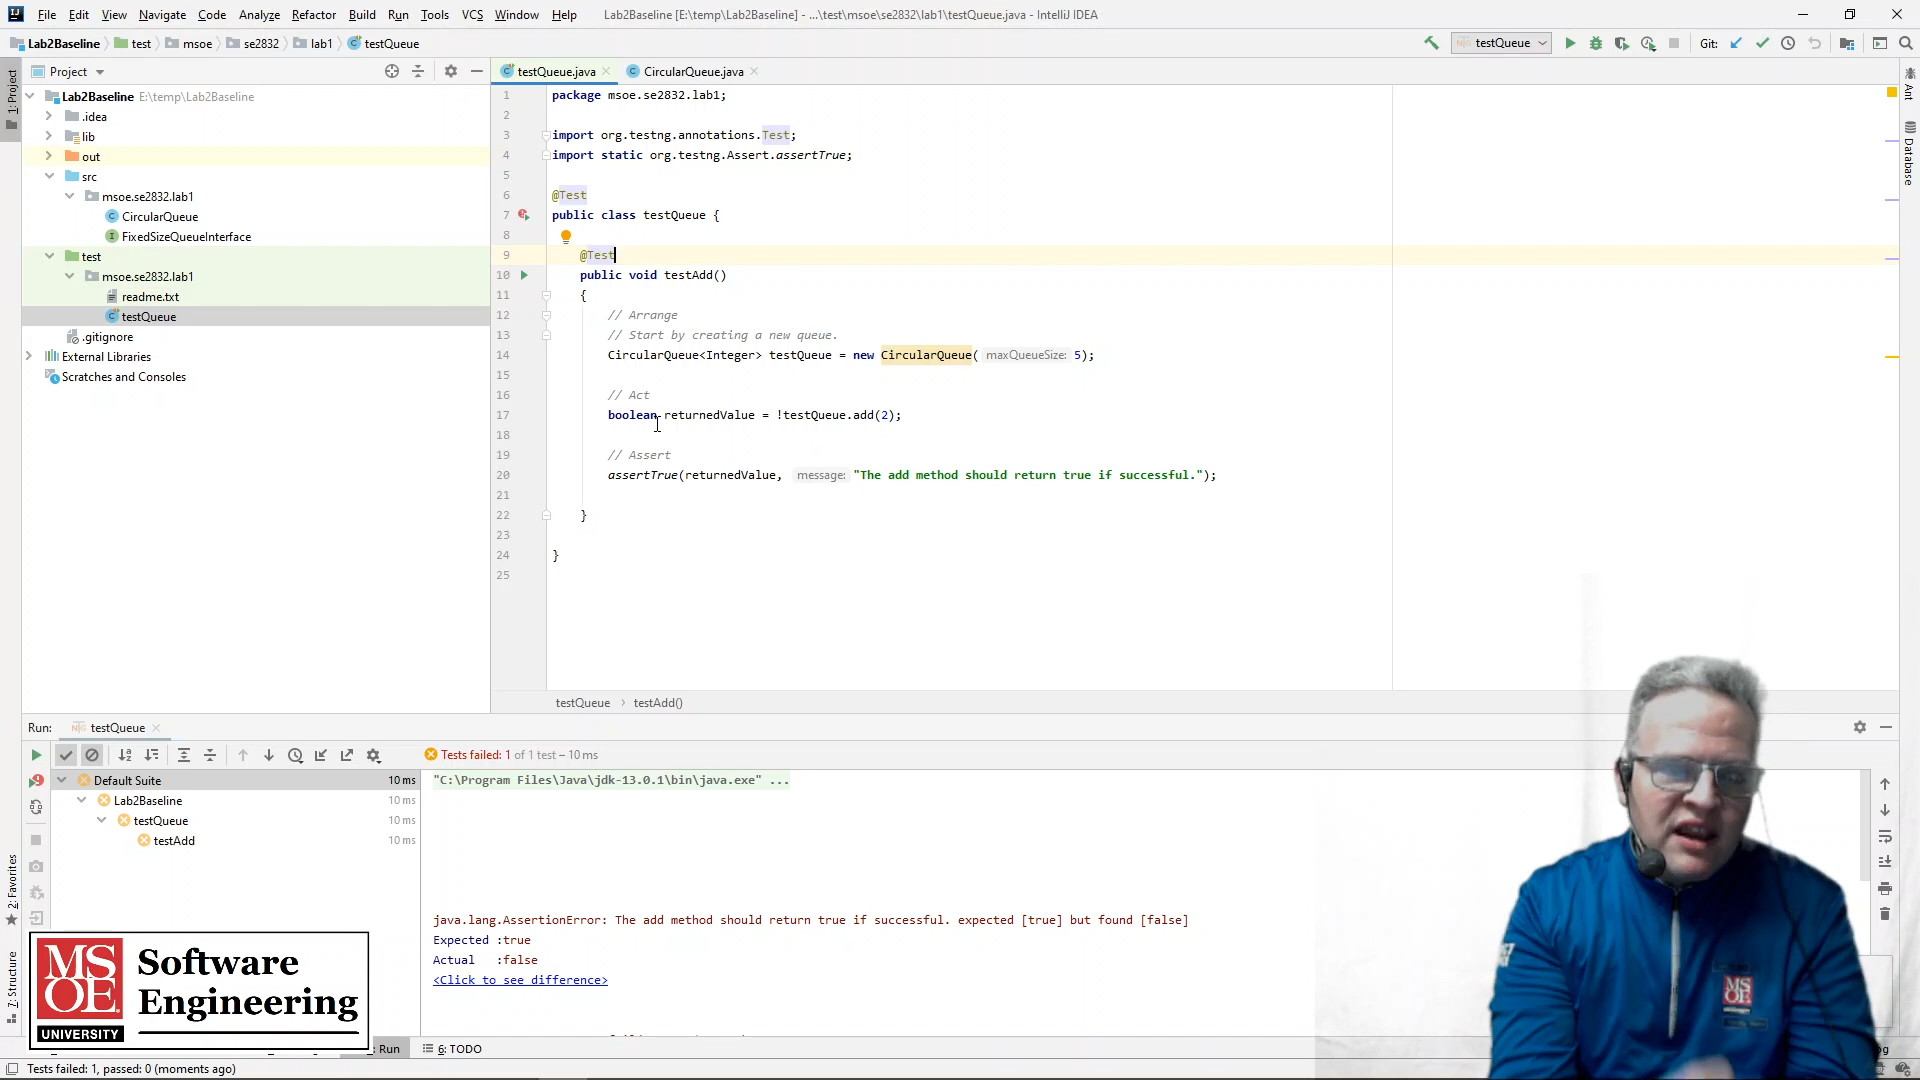 File Edit View Navigate Code Analyze Refactor Build Run Tools VCS Window Help Lab2Baseline [E:\temp\Lab2Baseline] - ...\test\msoe\se2832\lab1\testQueue.java - IntelliJ IDEA
Lab2Baseline test msoe se2832 lab1 testQueue testQueue Git:
Project testQueue.java CircularQueue.java
1: Project
Lab2Baseline E:\temp\Lab2Baseline
.idea
lib
out
src
msoe.se2832.lab1
CircularQueue
FixedSizeQueueInterface
test
msoe.se2832.lab1
readme.txt
testQueue
.gitignore
External Libraries
Scratches and Consoles
1 package msoe.se2832.lab1;
2
3 import org.testng.annotations.Test;
4 import static org.testng.Assert.assertTrue;
5
6 @Test
7 public class testQueue {
8
9 @Test
10 public void testAdd()
11 {
12 // Arrange
13 // Start by creating a new queue.
14 CircularQueue<Integer> testQueue = new CircularQueue( maxQueueSize: 5);
15
16 // Act
17 boolean returnedValue = !testQueue.add(2);
18
19 // Assert
20 assertTrue(returnedValue, message: "The add method should return true if successful.");
21
22 }
23
24 }
25
Ant
Database
testQueue › testAdd()
Run: testQueue
Tests failed: 1 of 1 test – 10 ms
Default Suite 10 ms
Lab2Baseline 10 ms
testQueue 10 ms
testAdd 10 ms
"C:\Program Files\Java\jdk-13.0.1\bin\java.exe" ...
java.lang.AssertionError: The add method should return true if successful. expected [true] but found [false]
Expected :true
Actual :false
<Click to see difference>
2: Favorites
7: Structure
MS
OE
UNIVERSITY
Software
Engineering
MS
OE
Run 6: TODO
Tests failed: 1, passed: 0 (moments ago)